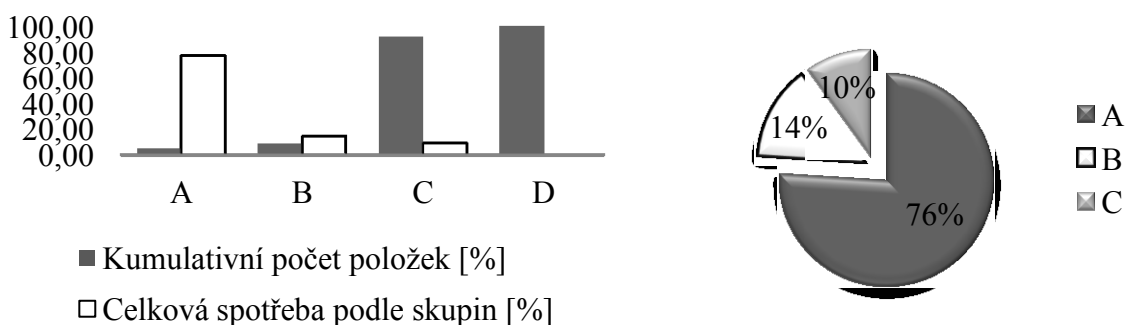 100,00
80,00
60,00
40,00
20,00
0,00
A B C D
Kumulativní počet položek [%]
Celková spotřeba podle skupin [%]
10%
14%
76%
A
B
C